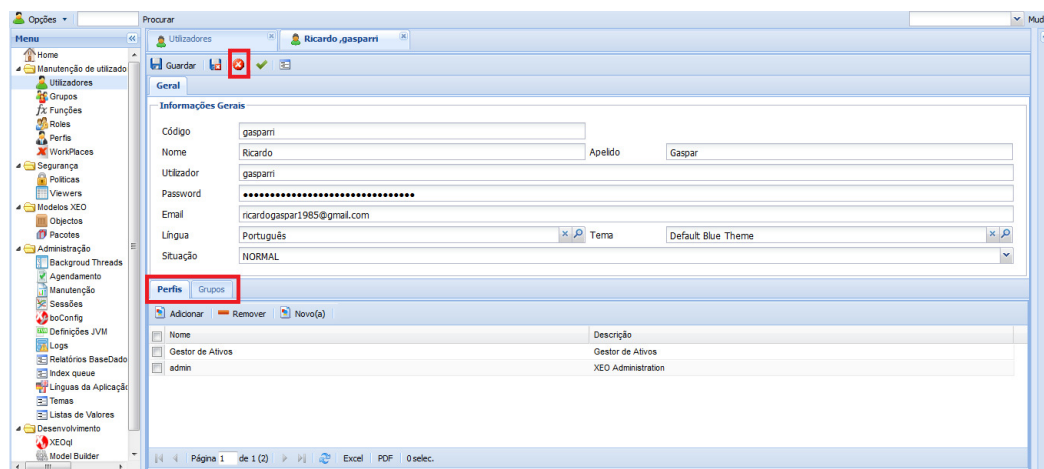 Opções Procurar Mud
Menu
Utilizadores Ricardo ,gasparri
Home
Manutenção de utilizado
Utilizadores
Grupos
fx Funções
Roles
Perfis
WorkPlaces
Segurança
Políticas
Viewers
Modelos XEO
Objectos
Pacotes
Administração
Backgroud Threads
Agendamento
Manutenção
Sessões
boConfig
Definições JVM
Logs
Relatórios BaseDado
Index queue
Línguas da Aplicação
Temas
Listas de Valores
Desenvolvimento
XEOql
Model Builder
Guardar
Geral
Informações Gerais
Código gasparri
Nome Ricardo Apelido Gaspar
Utilizador gasparri
Password ••••••••••••••••••••••••••••••••
Email ricardogaspar1985@gmail.com
Língua Português Tema Default Blue Theme
Situação NORMAL
Perfis Grupos
Adicionar Remover Novo(a)
Nome Descrição
Gestor de Ativos Gestor de Ativos
admin XEO Administration
Página 1 de 1 (2) Excel PDF 0 selec.